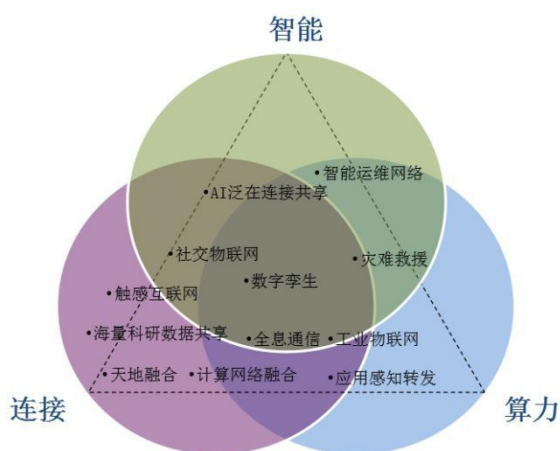 智能
•智能运维网络
•AI泛在连接共享
•社交物联网
•灾难救援
•数字孪生
•触感互联网
•海量科研数据共享
•全息通信
•工业物联网
•天地融合
•计算网络融合
•应用感知转发
连接
算力